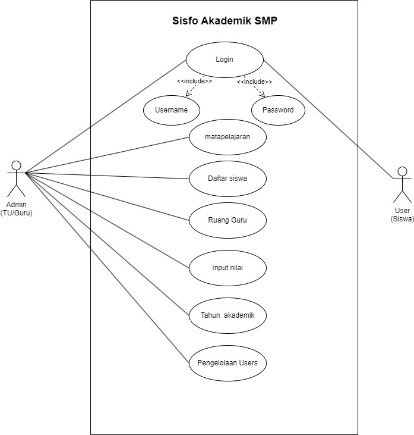 Sisfo Akademik SMP
Login
<<include>>
<<include>>
Username
Password
matapelajaran
Daftar siswa
Admin
(TU/Guru)
User
(Siswa)
Ruang Guru
Input nilai
Tahun akademik
Pengelolaan Users